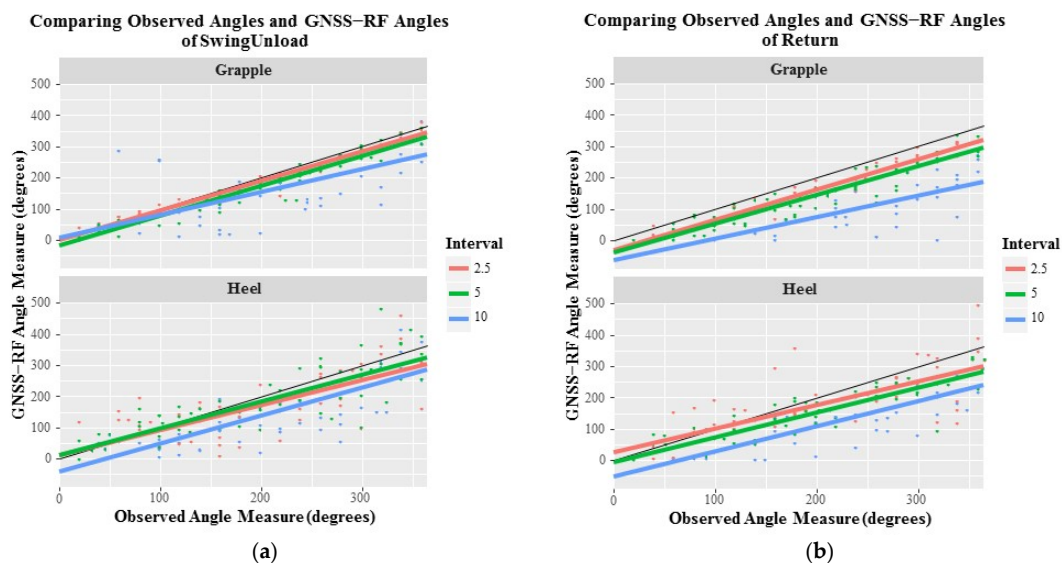 Comparing Observed Angles and GNSS−RF Angles
of SwingUnload
Grapple
500
400
300
200
100
0
Heel
500
400
300
200
100
0
0 100 200 300
GNSS−RF Angle Measure (degrees)
Observed Angle Measure (degrees)
Interval
2.5
5
10
(a)
Comparing Observed Angles and GNSS−RF Angles
of Return
Grapple
500
400
300
200
100
0
Heel
500
400
300
200
100
0
0 100 200 300
GNSS−RF Angle Measure (degrees)
Observed Angle Measure (degrees)
Interval
2.5
5
10
(b)